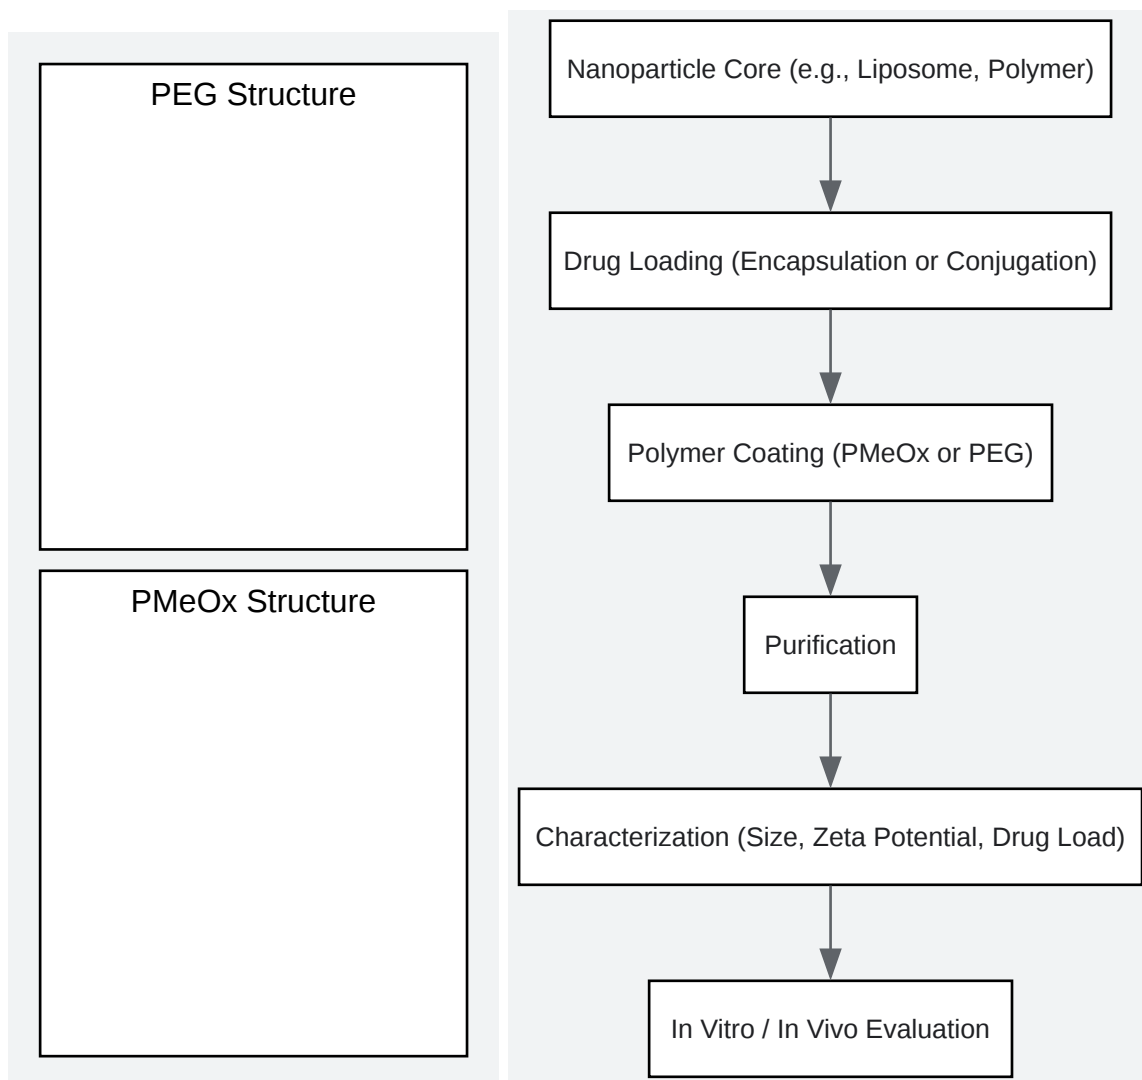 PEG Structure
PMeOx Structure
Nanoparticle Core (e.g., Liposome, Polymer)
Drug Loading (Encapsulation or Conjugation)
Polymer Coating (PMeOx or PEG)
Purification
Characterization (Size, Zeta Potential, Drug Load)
In Vitro / In Vivo Evaluation